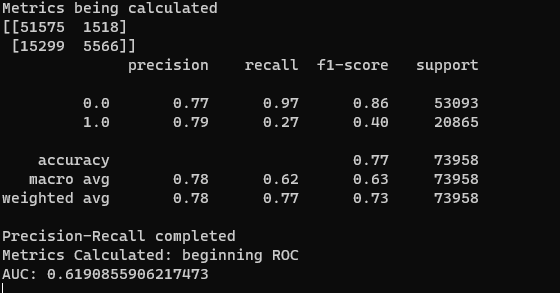 Metrics being calculated
[[51575  1518]
 [15299  5566]]
              precision    recall  f1-score   support

         0.0       0.77      0.97      0.86     53093
         1.0       0.79      0.27      0.40     20865

    accuracy                           0.77     73958
   macro avg       0.78      0.62      0.63     73958
weighted avg       0.78      0.77      0.73     73958

Precision-Recall completed
Metrics Calculated: beginning ROC
AUC: 0.6190855906217473